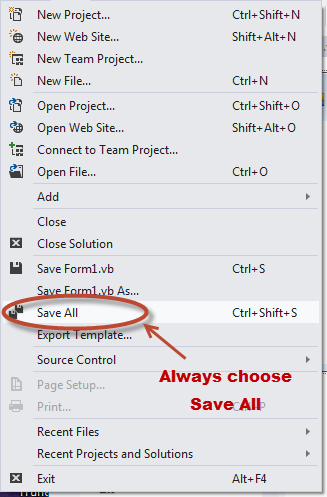 New Project... Ctrl+Shift+N
New Web Site... Shift+Alt+N
New Team Project...
New File... Ctrl+N
Open Project... Ctrl+Shift+O
Open Web Site... Shift+Alt+O
Connect to Team Project...
Open File... Ctrl+O
Add
Close
Close Solution
Save Form1.vb Ctrl+S
Save Form1.vb As...
Save All Ctrl+Shift+S
Export Template...
Source Control
Always choose
Save All
Page Setup...
Print...
Recent Files
Recent Projects and Solutions
Exit Alt+F4